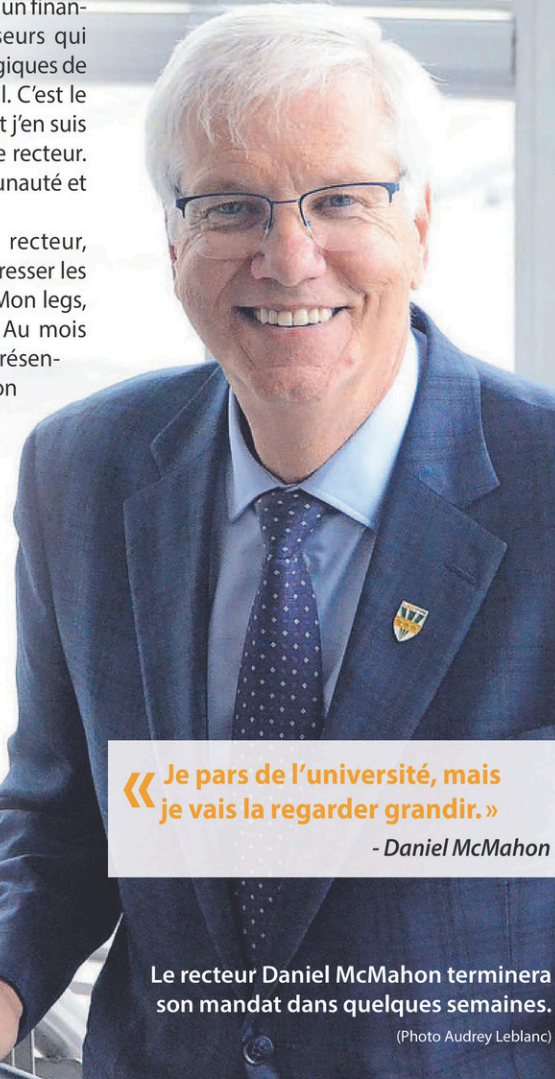 un finan-
seurs qui
giques de
l. C'est le
t j'en suis
e recteur.
unauté et
recteur,
resser les
Mon legs,
Au mois
résen-
on
« Je pars de l'université, mais
je vais la regarder grandir. »
- Daniel McMahon
Le recteur Daniel McMahon terminera
son mandat dans quelques semaines.
(Photo Audrey Leblanc)